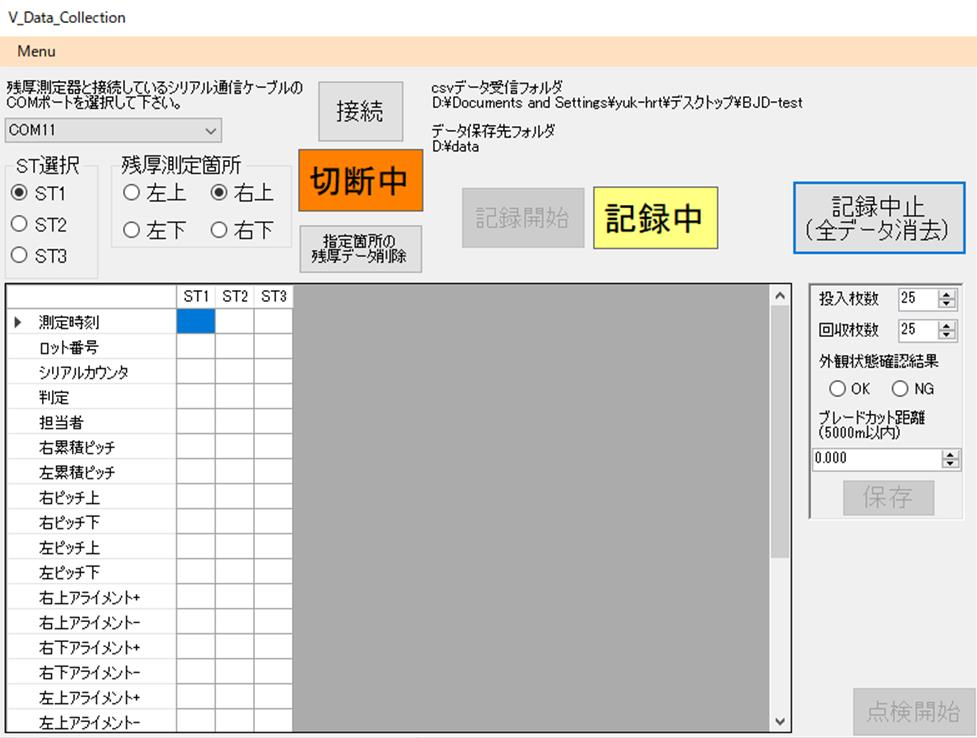 V_Data_Collection
Menu
残厚測定器と接続しているシリアル通信ケーブルの
COMポートを選択して下さい。
COM11
接続
csvデータ受信フォルダ
D:¥Documents and Settings¥yuk-hrt¥デスクトップ¥BJD-test
データ保存先フォルダ
D:¥data
ST選択
ST1
ST2
ST3
残厚測定箇所
左上
右上
左下
右下
切断中
指定箇所の
残厚データ削除
記録開始
記録中
記録中止
(全データ消去)
ST1 ST2 ST3
測定時刻
ロット番号
シリアルカウンタ
判定
担当者
右累積ピッチ
左累積ピッチ
右ピッチ上
右ピッチ下
左ピッチ上
左ピッチ下
右上アライメント+
右上アライメント-
右下アライメント+
右下アライメント-
左上アライメント+
左上アライメント-
投入枚数 25
回収枚数 25
外観状態確認結果
OK NG
ブレードカット距離
(5000m以内)
0.000
保存
点検開始